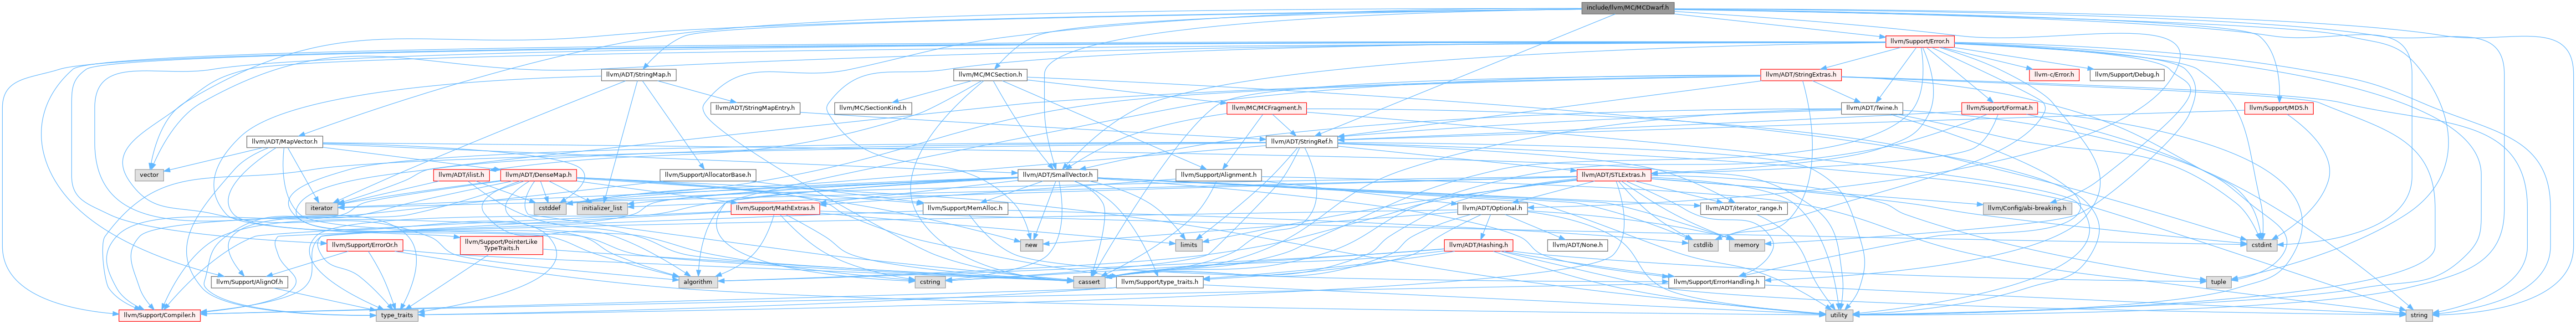 include/llvm/MC/MCDwarf.h
llvm/Support/Error.h
llvm/ADT/StringMap.h
llvm/MC/MCSection.h
llvm/ADT/StringExtras.h
llvm-c/Error.h
llvm/Support/Debug.h
llvm/ADT/StringMapEntry.h
llvm/MC/SectionKind.h
llvm/MC/MCFragment.h
llvm/ADT/Twine.h
llvm/Support/Format.h
llvm/Support/MD5.h
llvm/ADT/MapVector.h
llvm/ADT/StringRef.h
vector
llvm/ADT/ilist.h
llvm/ADT/DenseMap.h
llvm/Support/AllocatorBase.h
llvm/ADT/SmallVector.h
llvm/Support/Alignment.h
llvm/ADT/STLExtras.h
iterator
cstddef
initializer_list
llvm/Support/MathExtras.h
llvm/Support/MemAlloc.h
llvm/ADT/Optional.h
llvm/ADT/iterator_range.h
llvm/Config/abi-breaking.h
llvm/Support/ErrorOr.h
llvm/Support/PointerLike
TypeTraits.h
new
limits
llvm/ADT/Hashing.h
llvm/ADT/None.h
cstdlib
memory
cstdint
llvm/Support/AlignOf.h
algorithm
cstring
cassert
llvm/Support/type_traits.h
llvm/Support/ErrorHandling.h
tuple
llvm/Support/Compiler.h
type_traits
utility
string